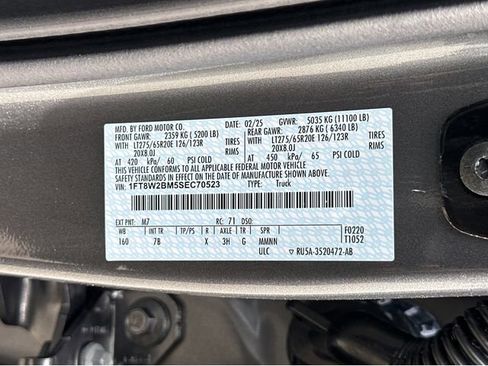 MFD. BY FORD MOTOR CO.
DATE: 02/25 GVWR: 5035 KG (11100 LB)
FRONT GAWR: 2359 KG ( 5200 LB) REAR GAWR: 2876 KG ( 6340 LB)
WITH LT275/65R20E 126/123R TIRES WITH LT275/65R20E 126/123R TIRES
20X8.0J RIMS 20X8.0J RIMS
AT 420 kPa/ 60 PSI COLD AT 450 kPa/ 65 PSI COLD
THIS VEHICLE CONFORMS TO ALL APPLICABLE FEDERAL MOTOR VEHICLE SAFETY STANDARDS IN EFFECT ON THE DATE OF MANUFACTURE SHOWN ABOVE.
VIN: 1FT8W2BM5SEC70523 TYPE: Truck
EXT PNT: M7 RC: 71 DSO: F0220
WB INT TR TP/PS R AXLE TR SPR T1052
160 7B X 3H G MMNN
ULC RU5A-3520472-AB